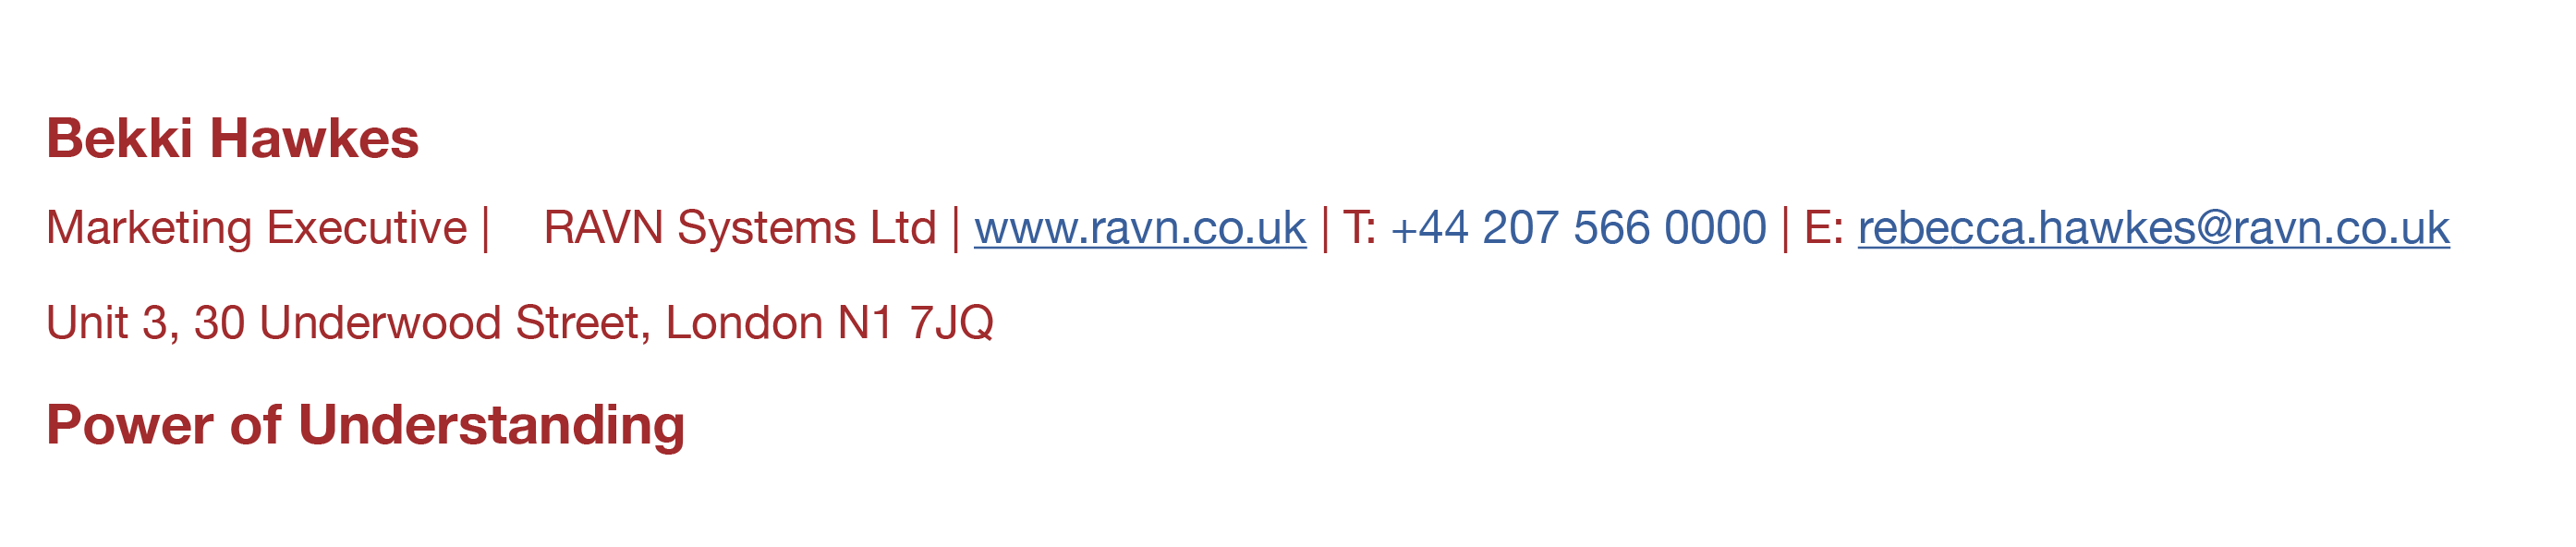 Bekki Hawkes
Marketing Executive | RAVN Systems Ltd | www.ravn.co.uk | T: +44 207 566 0000 | E: rebecca.hawkes@ravn.co.uk
Unit 3, 30 Underwood Street, London N1 7JQ
Power of Understanding